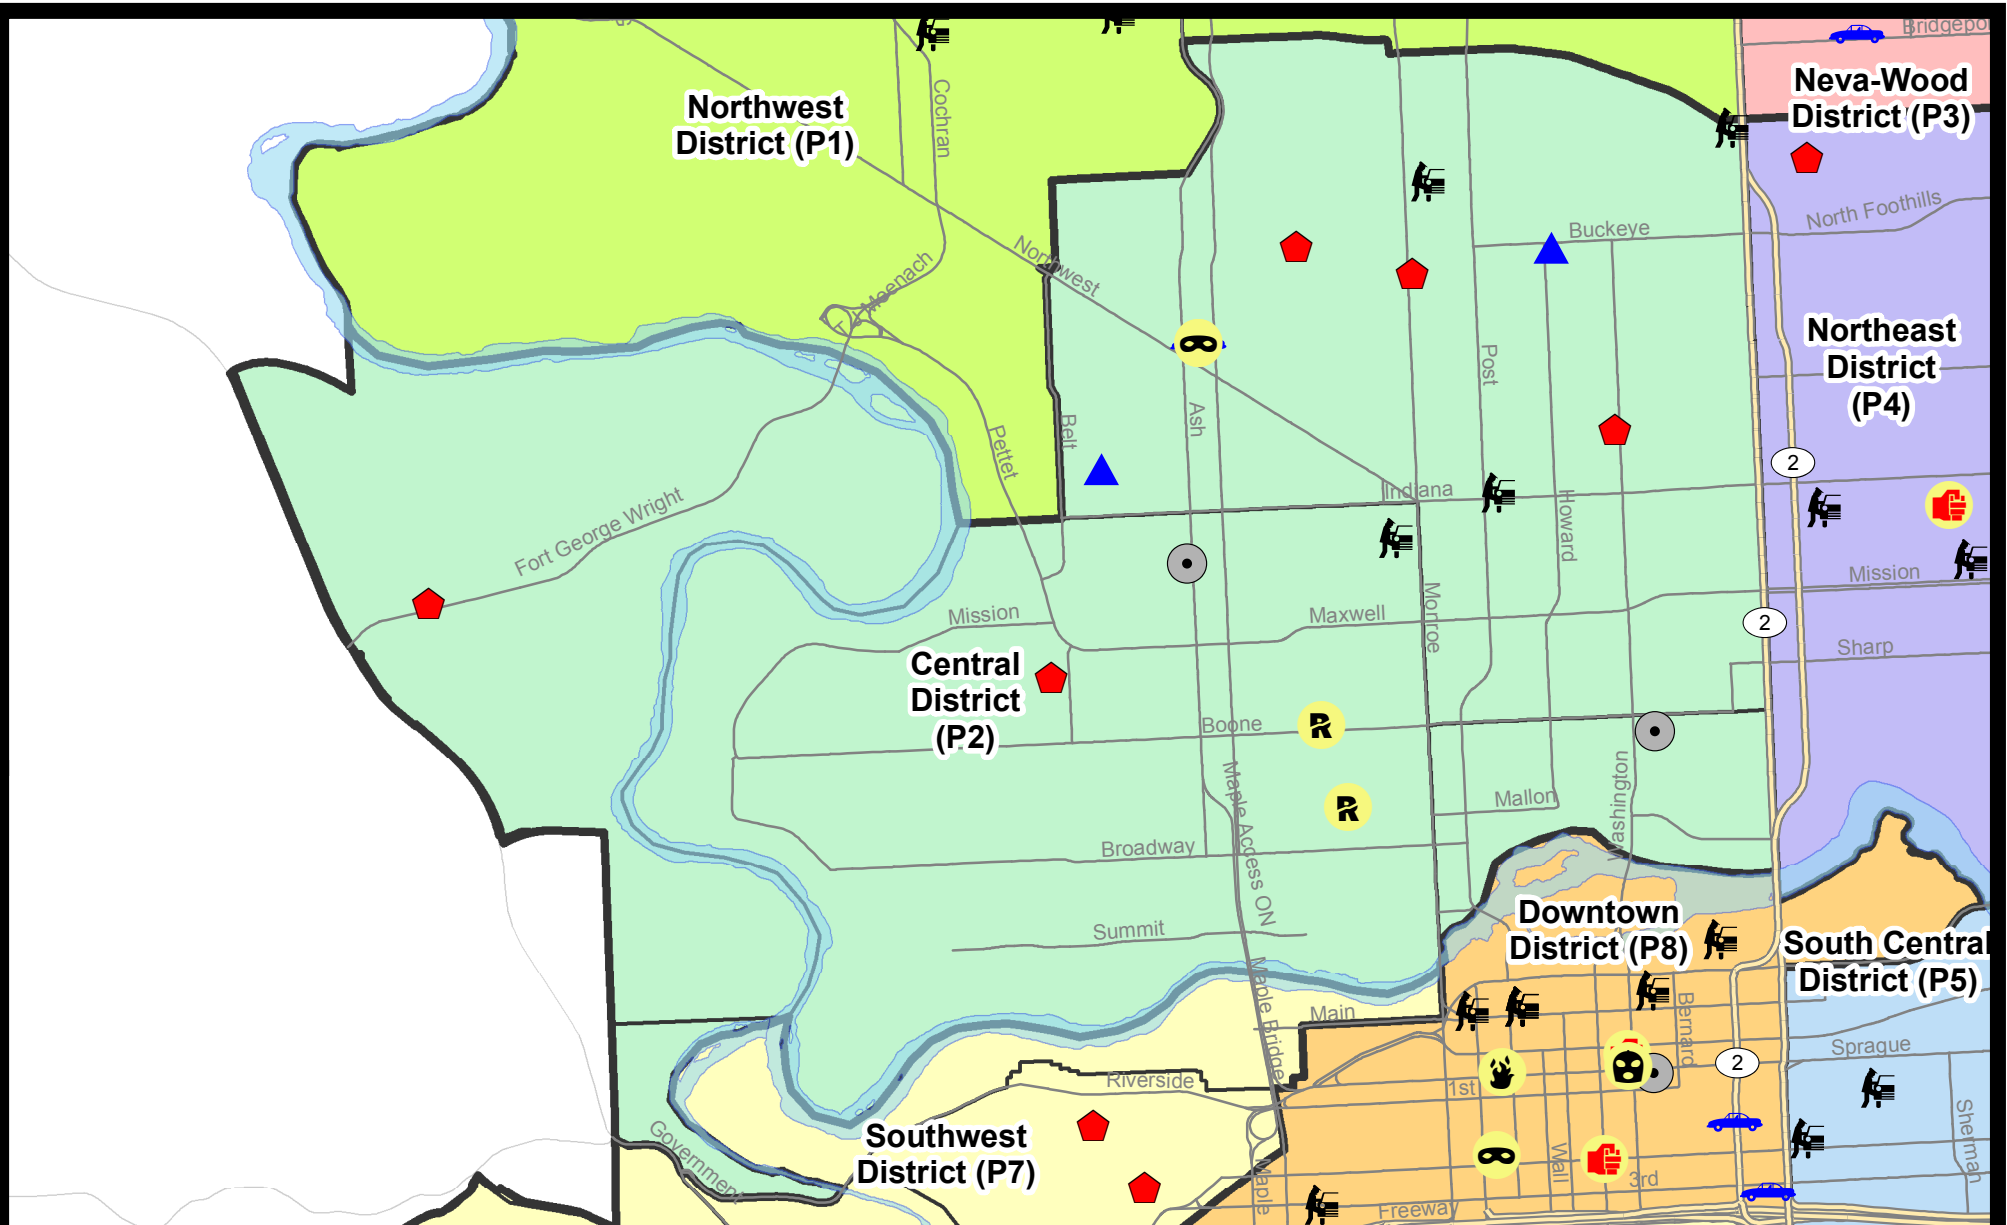 Bridgepo
Neva-Wood
District (P3)
Northwest
District (P1)
Cochran
North Foothills
Buckeye
Northwest
T J Meenach
Northeast
District
(P4)
Post
Ash
Belt
Pettet
2
Indiana
Howard
Fort George Wright
Mission
Mission
Maxwell
Monroe
2
Sharp
Central
District
(P2)
Boone
R
Washington
Mallon
R
Maple Access ON
Broadway
Downtown
District (P8)
Summit
South Central
District (P5)
Maple Bridge
Main
Bernard
Sprague
2
Riverside
1st
Sherman
Government
Southwest
District (P7)
Wall
3rd
Maple
Freeway